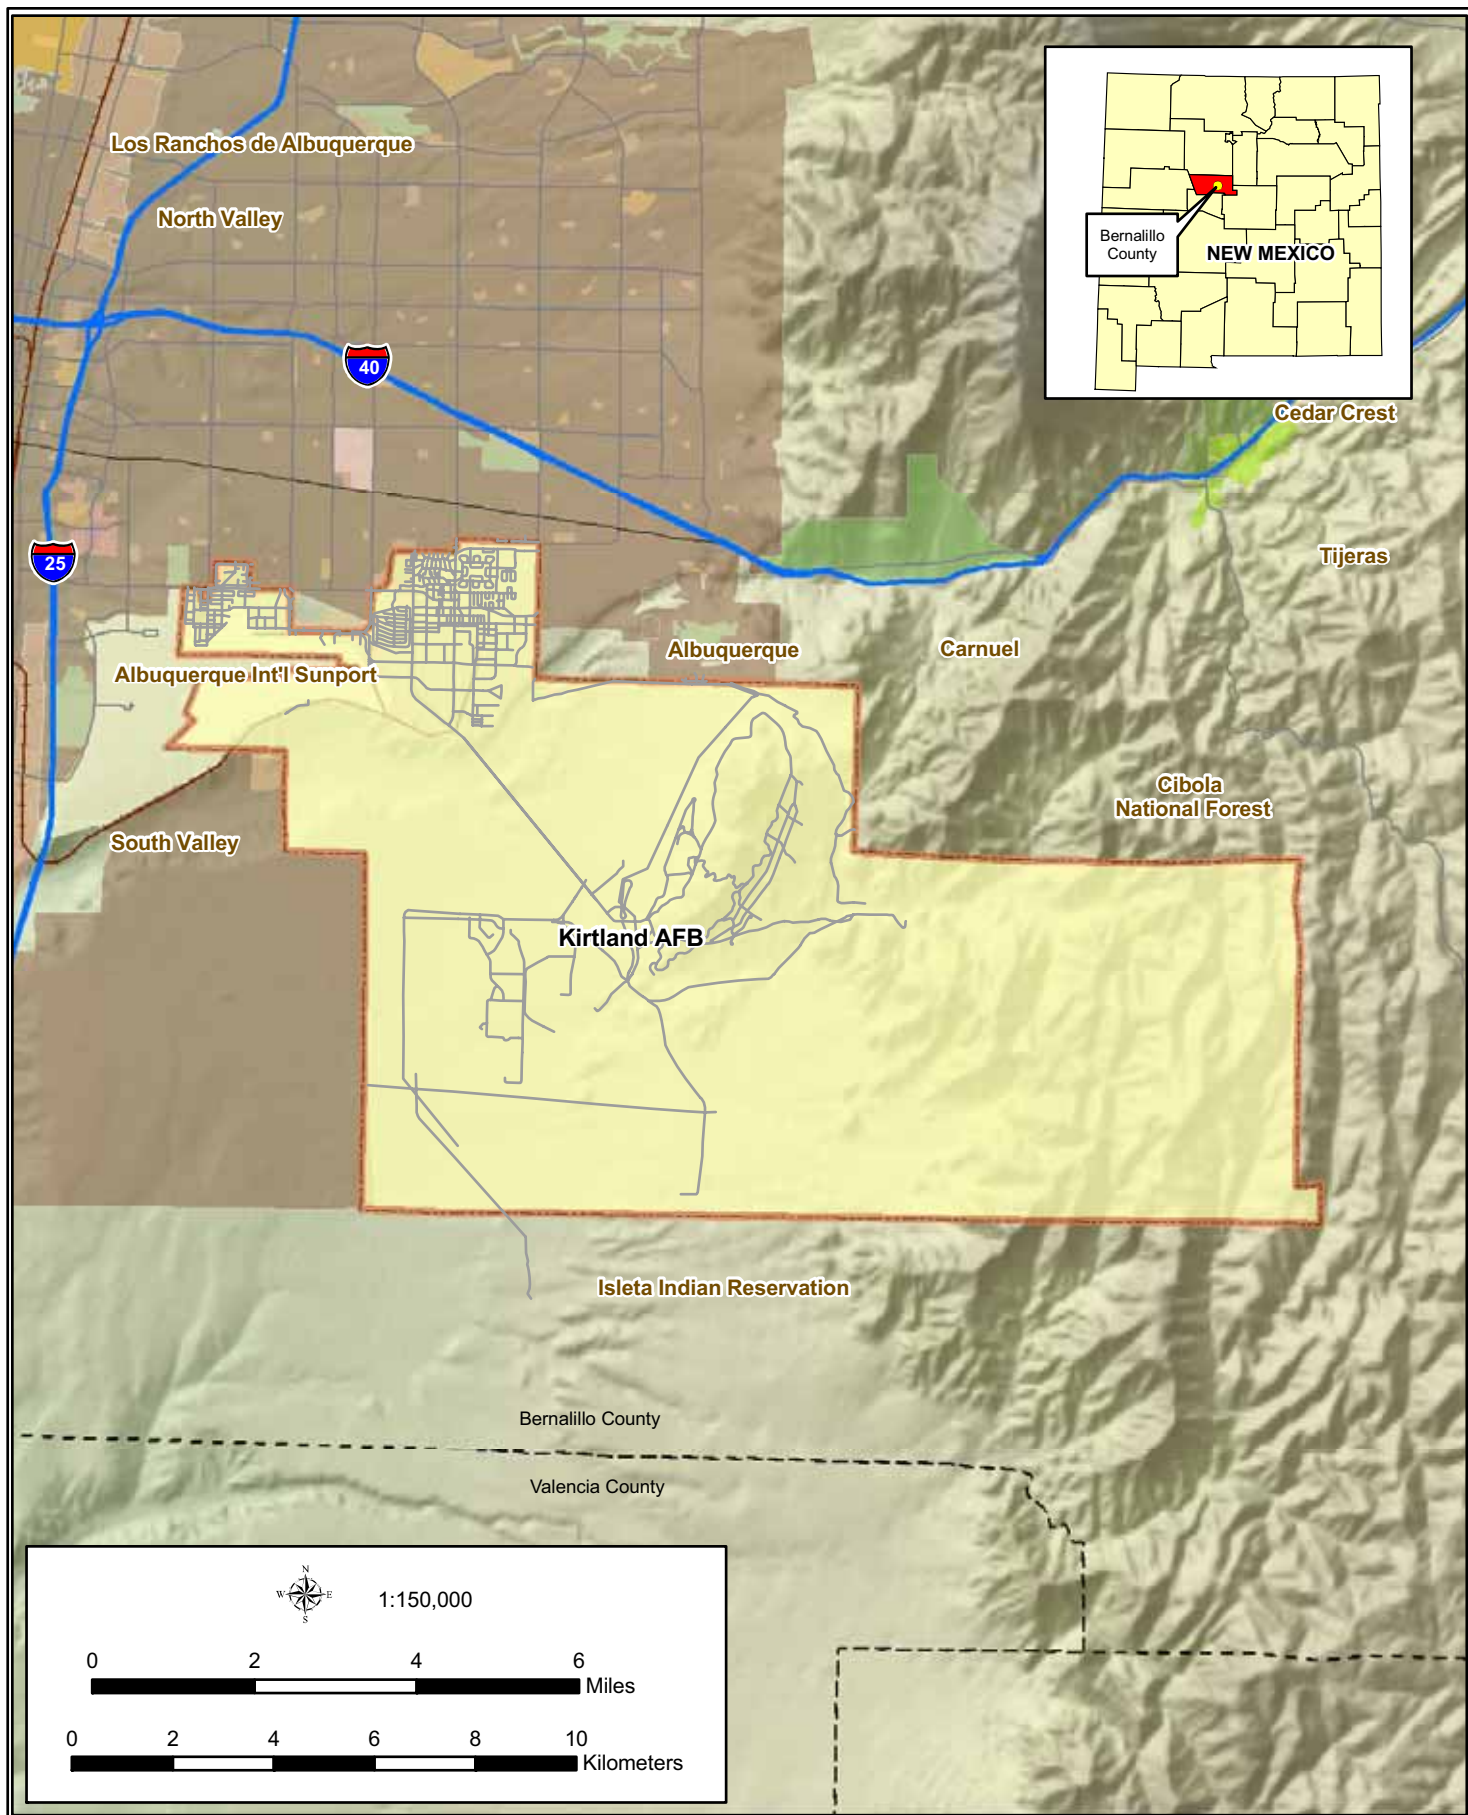 Los Ranchos de Albuquerque
North Valley
Bernalillo
County
NEW MEXICO
40
Cedar Crest
25
Tijeras
Albuquerque
Carnuel
Albuquerque Int'l Sunport
Cibola
National Forest
South Valley
Kirtland AFB
Isleta Indian Reservation
Bernalillo County
Valencia County
N
W E
S
1:150,000
0 2 4 6
Miles
0 2 4 6 8 10
Kilometers